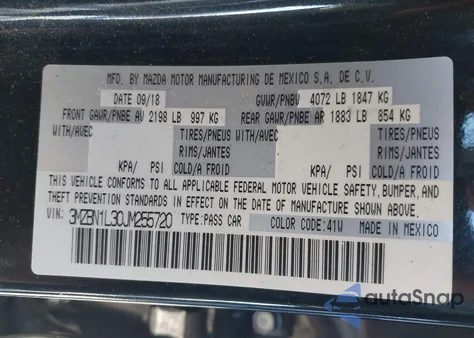 MFD. BY MAZDA MOTOR MANUFACTURING DE MEXICO S.A. DE C.V.
DATE 09/18 GVWR/PNBV 4072 LB 1847 KG
FRONT GAWR/PNBE AV 2198 LB 997 KG REAR GAWR/PNBE AR 1883 LB 854 KG
WITH/AVEC TIRES/PNEUS WITH/AVEC TIRES/PNEUS
RIMS/JANTES RIMS/JANTES
KPA/ PSI COLD/A FROID KPA/ PSI COLD/A FROID
THIS VEHICLE CONFORMS TO ALL APPLICABLE FEDERAL MOTOR VEHICLE SAFETY, BUMPER, AND
THEFT PREVENTION STANDARDS IN EFFECT ON THE DATE OF MANUFACTURE SHOWN ABOVE.
VIN: 3MZBN1L30JM255720 TYPE:PASS CAR COLOR CODE:41W MADE IN MEXICO
autoSnap